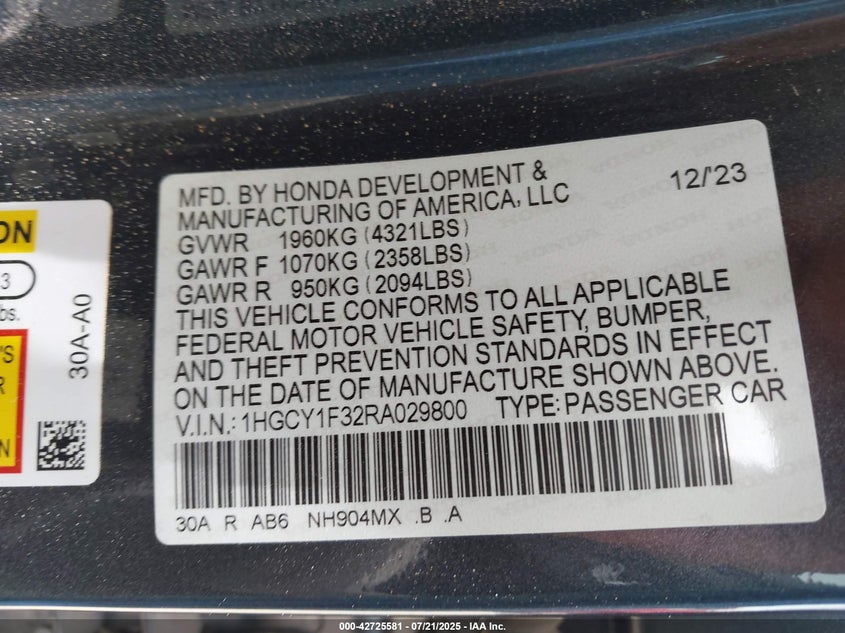 MFD. BY HONDA DEVELOPMENT &
MANUFACTURING OF AMERICA, LLC
12/'23
GVWR 1960KG (4321LBS)
GAWR F 1070KG (2358LBS)
GAWR R 950KG (2094LBS)
THIS VEHICLE CONFORMS TO ALL APPLICABLE
FEDERAL MOTOR VEHICLE SAFETY, BUMPER,
AND THEFT PREVENTION STANDARDS IN EFFECT
ON THE DATE OF MANUFACTURE SHOWN ABOVE.
V.I.N.: 1HGCY1F32RA029800 TYPE: PASSENGER CAR
30A R AB6 NH904MX .B .A
30A-A0
000-42725581 / 07/21/2025 - IAA Inc.